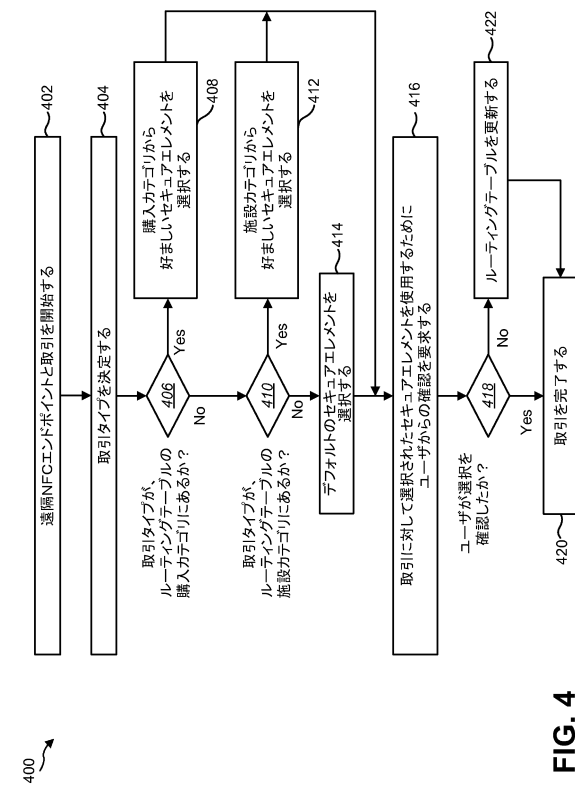 400
402
遠隔NFCエンドポイントと取引を開始する
404
取引タイプを決定する
取引タイプが、
ルーティングテーブルの
購入カテゴリにあるか?
406
Yes
No
購入カテゴリから
好ましいセキュアエレメントを
選択する
408
取引タイプが、
ルーティングテーブルの
施設カテゴリにあるか?
410
Yes
No
施設カテゴリから
好ましいセキュアエレメントを
選択する
412
デフォルトのセキュアエレメントを
選択する
414
取引に対して選択されたセキュアエレメントを使用するために
ユーザからの確認を要求する
416
ユーザが選択を
確認したか?
418
No
Yes
ルーティングテーブルを更新する
422
取引を完了する
420
FIG. 4